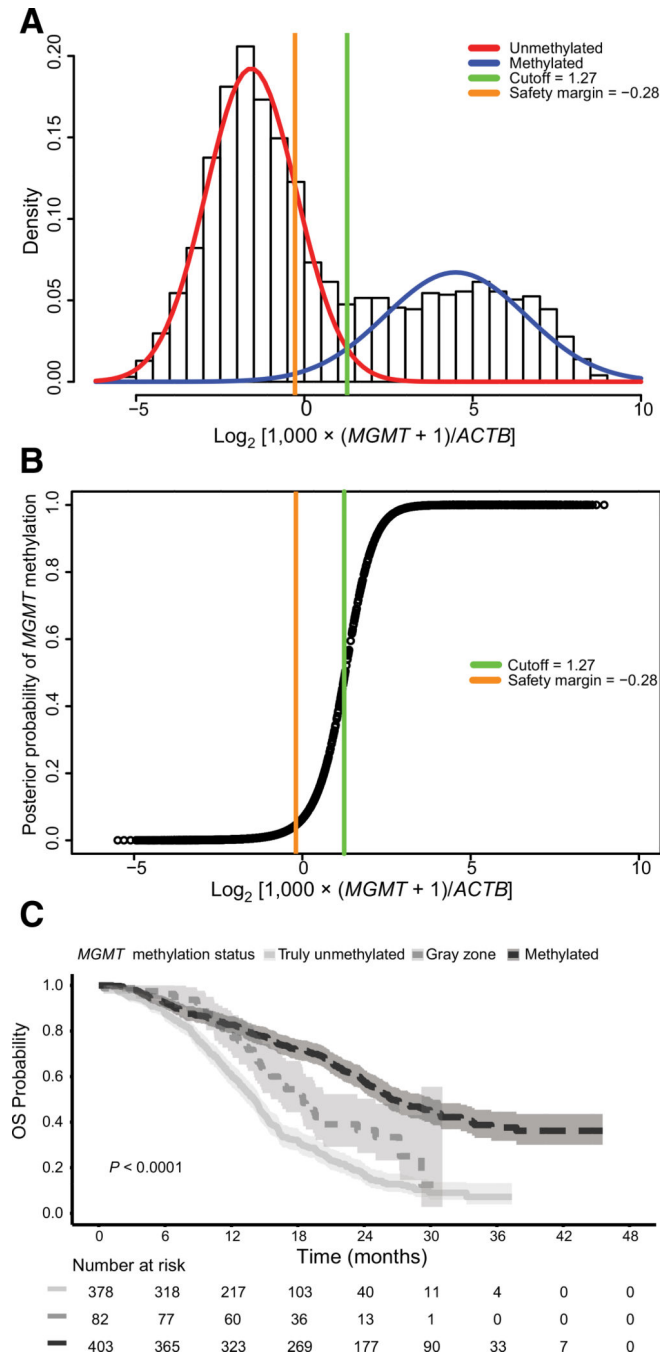 A
Unmethylated
Methylated
Cutoff = 1.27
Safety margin = −0.28
Density
0.20
0.15
0.10
0.05
0.00
−5 0 5 10
Log2 [1,000 × (MGMT + 1)/ACTB]
B
Posterior probability of MGMT methylation
1.0
0.8
0.6
0.4
0.2
0.0
Cutoff = 1.27
Safety margin = −0.28
−5 0 5 10
Log2 [1,000 × (MGMT + 1)/ACTB]
C
MGMT methylation status Truly unmethylated Gray zone Methylated
OS Probability
1.0
0.8
0.6
0.4
0.2
0.0
P < 0.0001
0 6 12 18 24 30 36 42 48
Time (months)
Number at risk
378 318 217 103 40 11 4 0 0
82 77 60 36 13 1 0 0 0
403 365 323 269 177 90 33 7 0